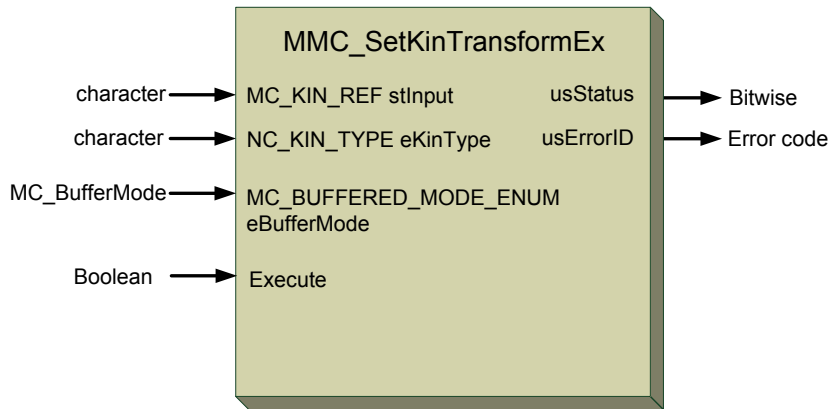 MMC_SetKinTransformEx
character
MC_KIN_REF stInput
usStatus
Bitwise
character
NC_KIN_TYPE eKinType
usErrorID
Error code
MC_BufferMode
MC_BUFFERED_MODE_ENUM
eBufferMode
Boolean
Execute